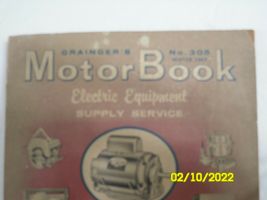 GRAINGER'S No. 305
MotorBook
Electric Equipment
SUPPLY SERVICE
02/10/2022